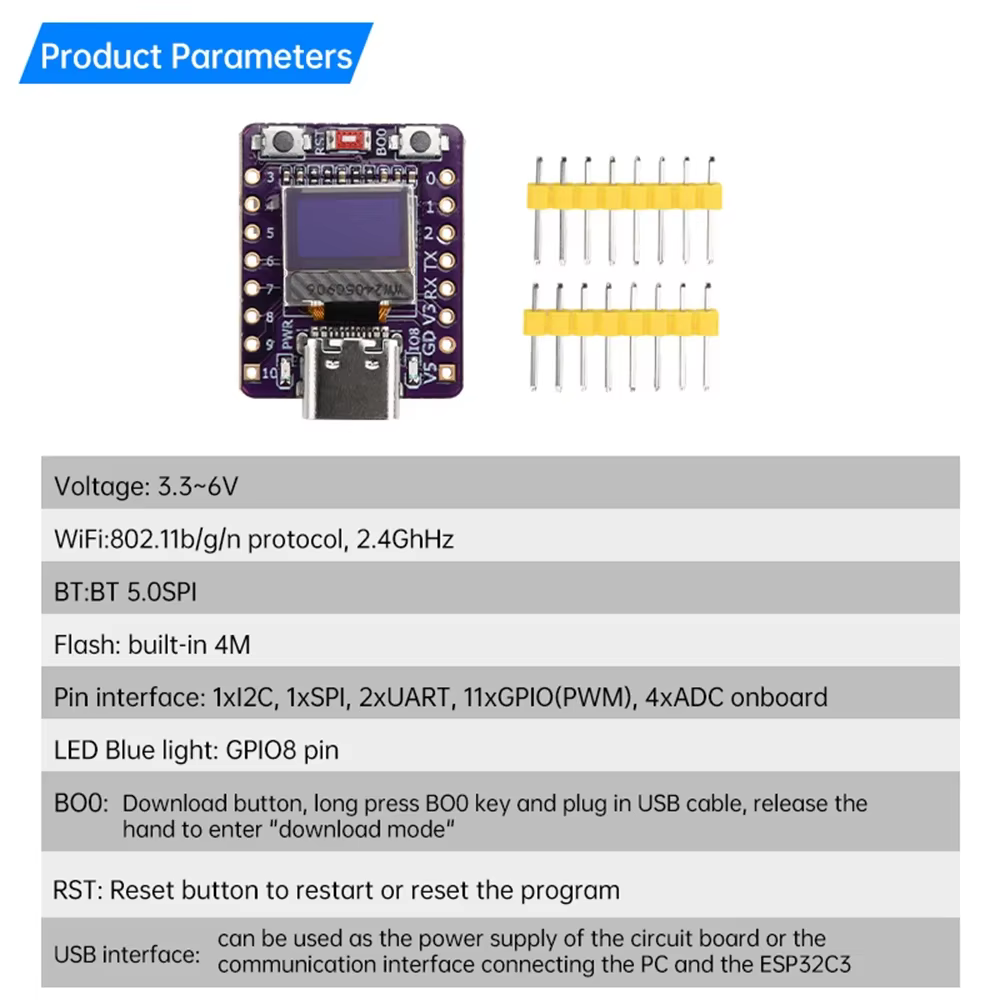 Product Parameters
RST
BO0
3
0
4
1
5
2
6
TX
7
RX
8
V3
9
GD
10
V5
PWR
IO8
Voltage: 3.3~6V
WiFi:802.11b/g/n protocol, 2.4GhHz
BT:BT 5.0SPI
Flash: built-in 4M
Pin interface: 1xI2C, 1xSPI, 2xUART, 11xGPIO(PWM), 4xADC onboard
LED Blue light: GPIO8 pin
BO0: Download button, long press BO0 key and plug in USB cable, release the
hand to enter "download mode"
RST: Reset button to restart or reset the program
USB interface: can be used as the power supply of the circuit board or the
communication interface connecting the PC and the ESP32C3